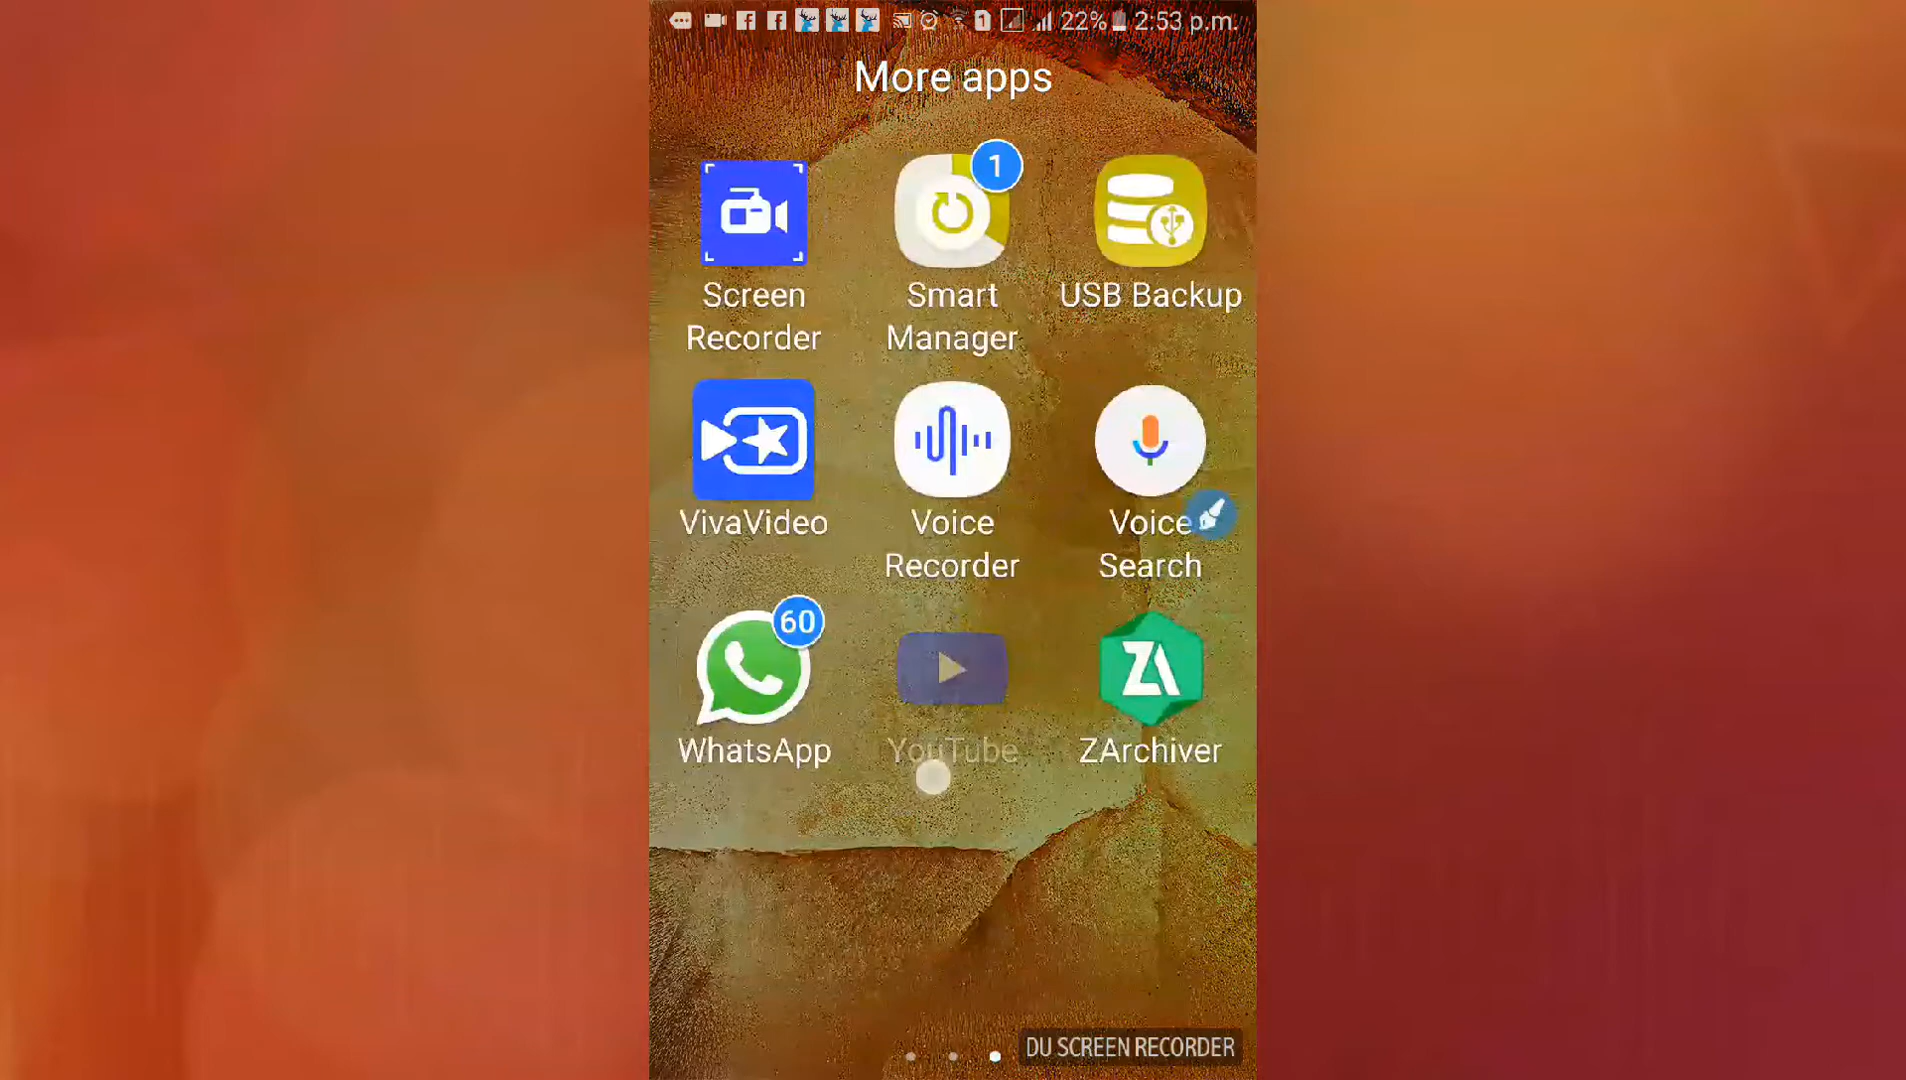 22% 2:53 p.m.
More apps
1
Screen Recorder
Smart Manager
USB Backup
VivaVideo
Voice Recorder
Voice Search
60
WhatsApp
YouTube
ZArchiver
DU SCREEN RECORDER